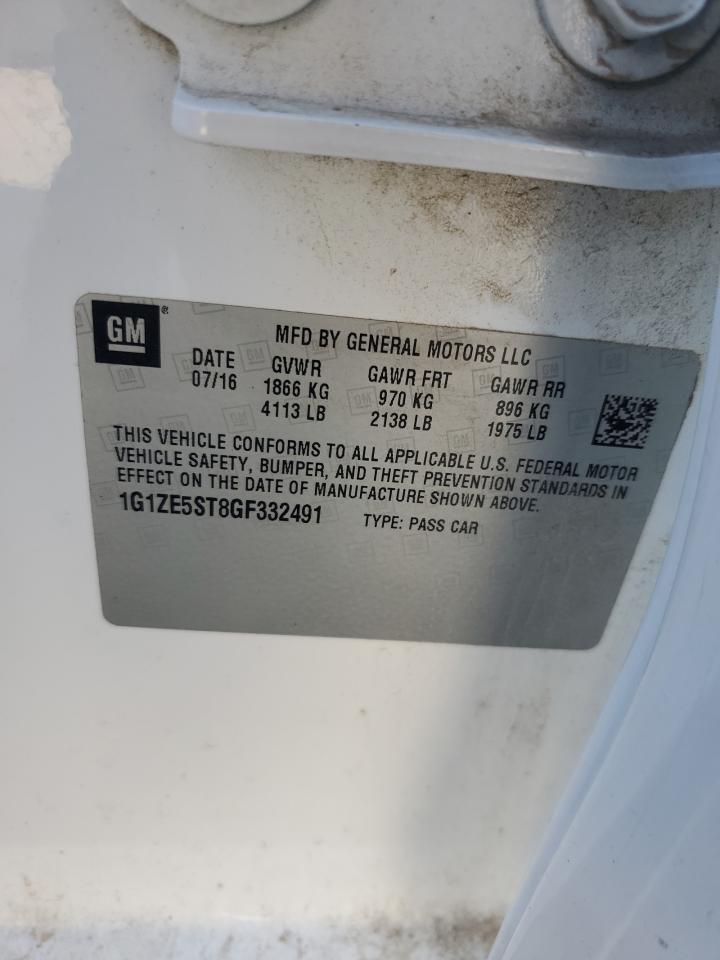 GM®
MFD BY GENERAL MOTORS LLC
DATE GVWR GAWR FRT GAWR RR
07/16 1866 KG 970 KG 896 KG
4113 LB 2138 LB 1975 LB
THIS VEHICLE CONFORMS TO ALL APPLICABLE U.S. FEDERAL MOTOR
VEHICLE SAFETY, BUMPER, AND THEFT PREVENTION STANDARDS IN
EFFECT ON THE DATE OF MANUFACTURE SHOWN ABOVE.
1G1ZE5ST8GF332491 TYPE: PASS CAR